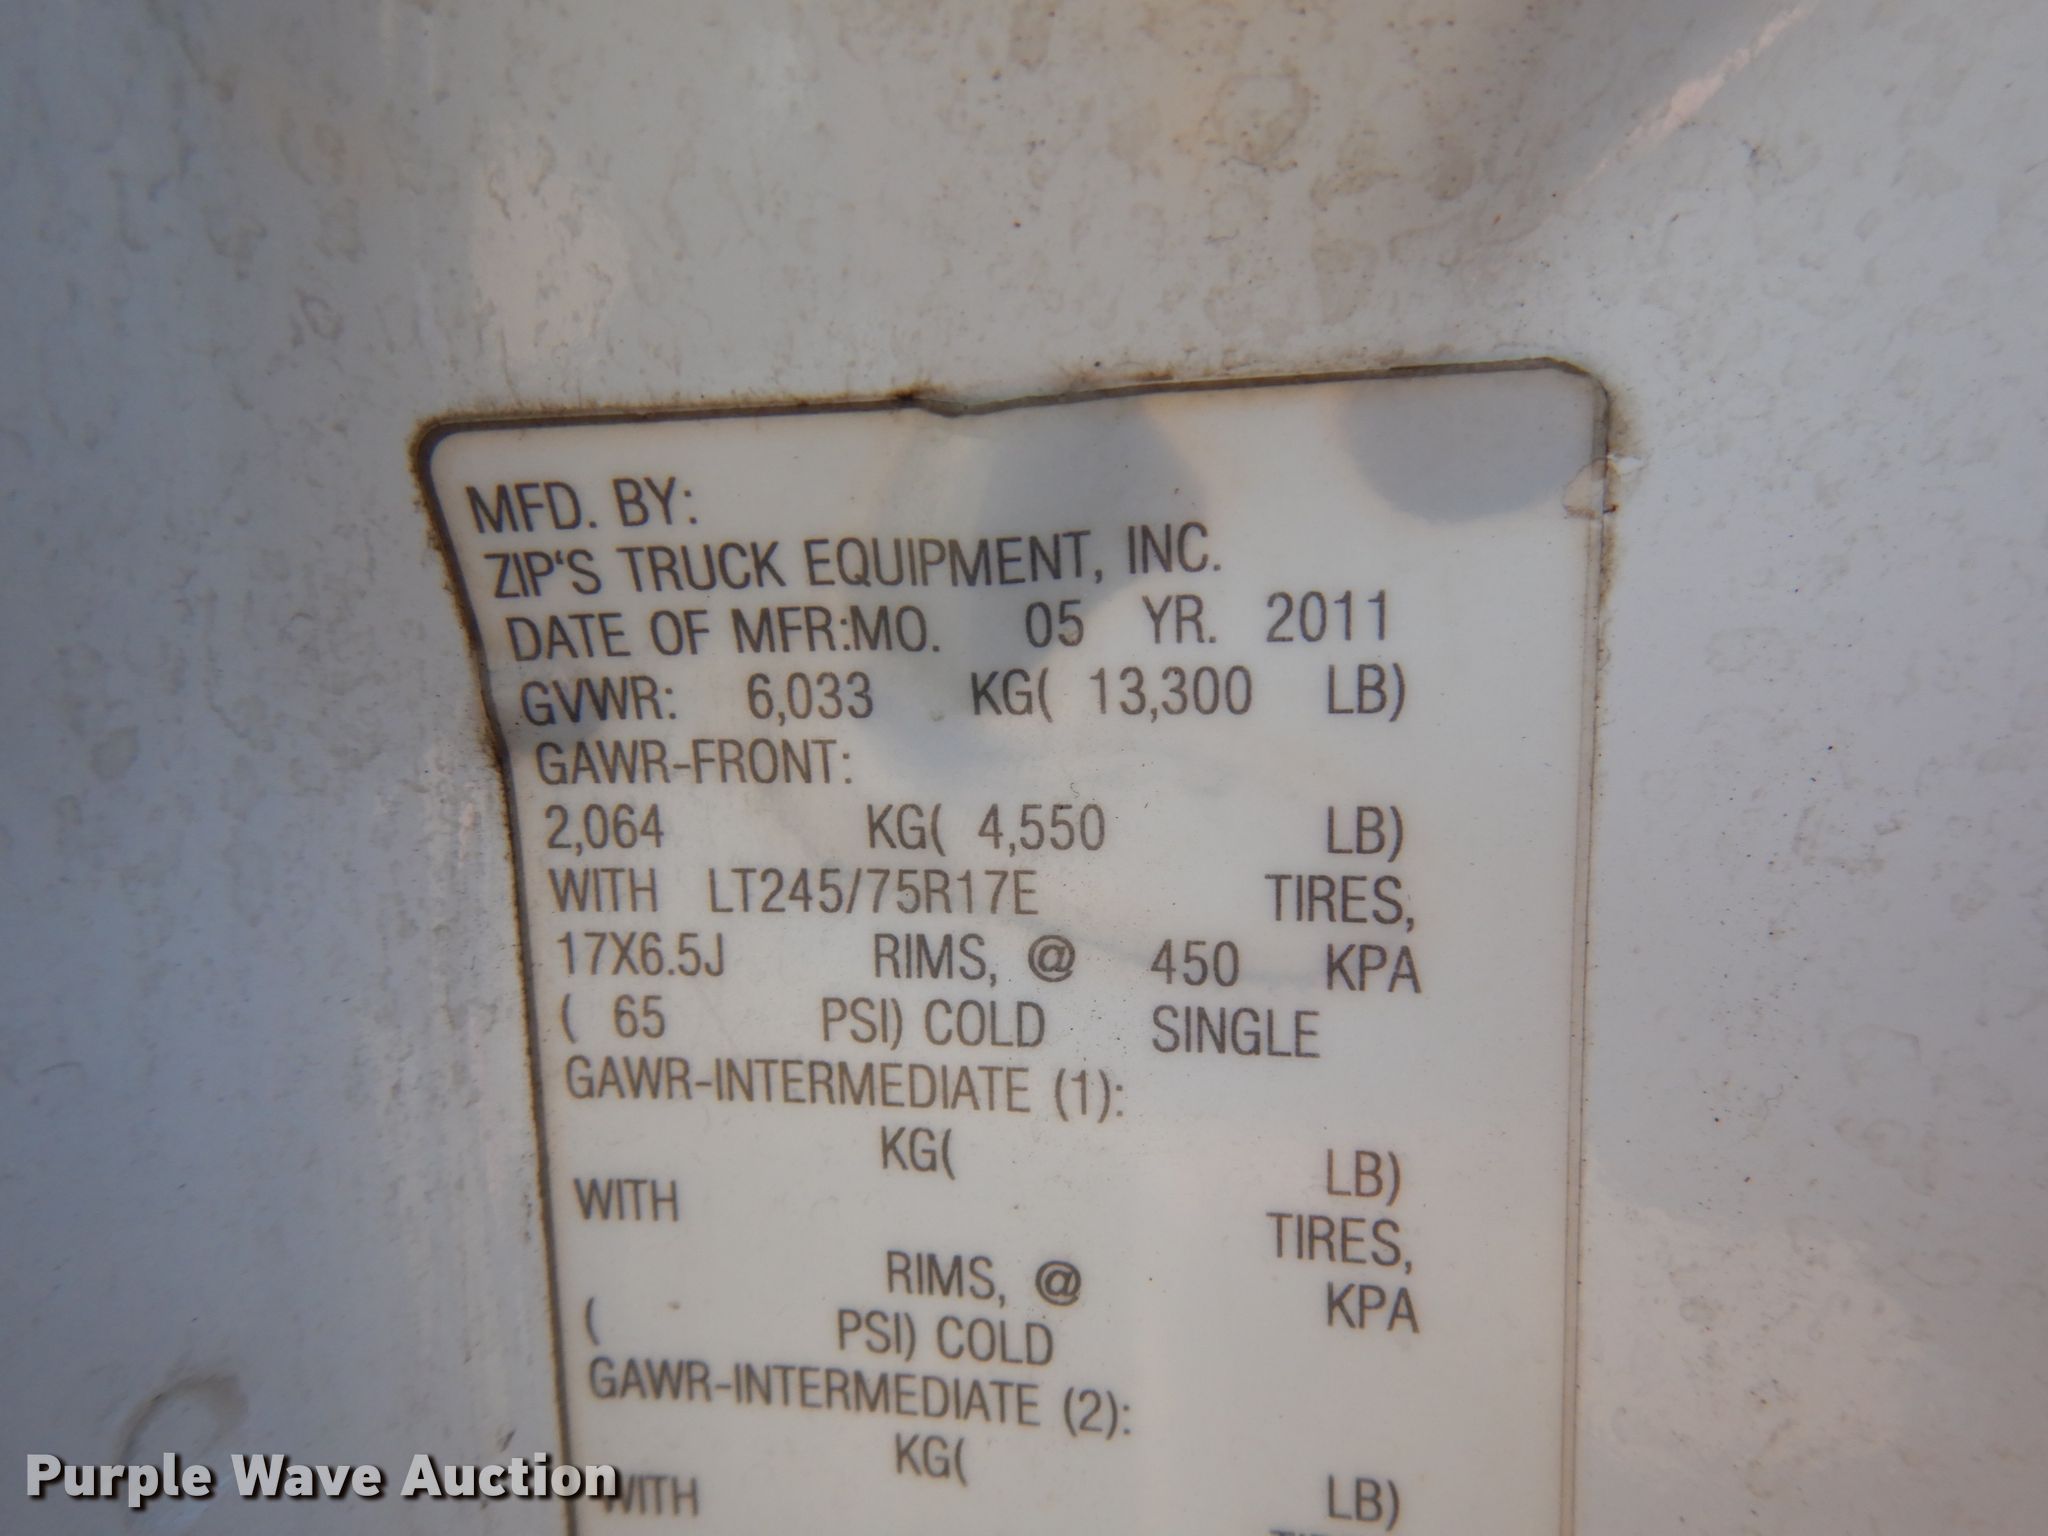 MFD. BY:
ZIP'S TRUCK EQUIPMENT, INC.
DATE OF MFR:MO. 05 YR. 2011
GVWR: 6,033 KG( 13,300 LB)
GAWR-FRONT:
2,064 KG( 4,550 LB)
WITH LT245/75R17E TIRES,
17X6.5J RIMS, @ 450 KPA
( 65 PSI) COLD SINGLE
GAWR-INTERMEDIATE (1):
KG( LB)
WITH TIRES,
RIMS, @ KPA
( PSI) COLD
GAWR-INTERMEDIATE (2):
KG( LB)
WITH
Purple Wave Auction